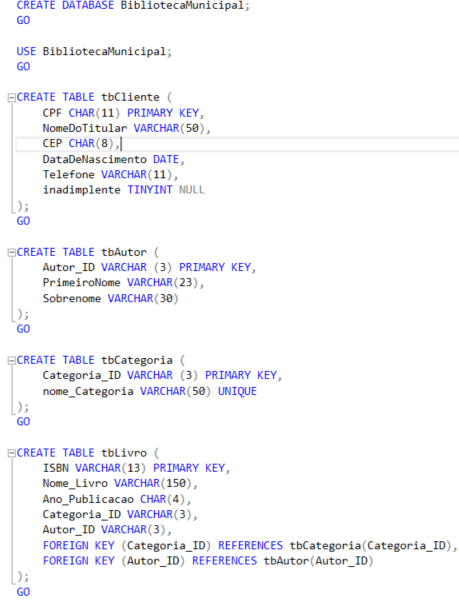 CREATE DATABASE BibliotecaMunicipal;
GO
USE BibliotecaMunicipal;
GO
CREATE TABLE tbCliente (
CPF CHAR(11) PRIMARY KEY,
NomeDoTitular VARCHAR(50),
CEP CHAR(8),
DataDeNascimento DATE,
Telefone VARCHAR(11),
inadimplente TINYINT NULL
);
GO
CREATE TABLE tbAutor (
Autor_ID VARCHAR (3) PRIMARY KEY,
PrimeiroNome VARCHAR(23),
Sobrenome VARCHAR(30)
);
GO
CREATE TABLE tbCategoria (
Categoria_ID VARCHAR (3) PRIMARY KEY,
nome_Categoria VARCHAR(50) UNIQUE
);
GO
CREATE TABLE tbLivro (
ISBN VARCHAR(13) PRIMARY KEY,
Nome_Livro VARCHAR(150),
Ano_Publicacao CHAR(4),
Categoria_ID VARCHAR(3),
Autor_ID VARCHAR(3),
FOREIGN KEY (Categoria_ID) REFERENCES tbCategoria(Categoria_ID),
FOREIGN KEY (Autor_ID) REFERENCES tbAutor(Autor_ID)
);
GO